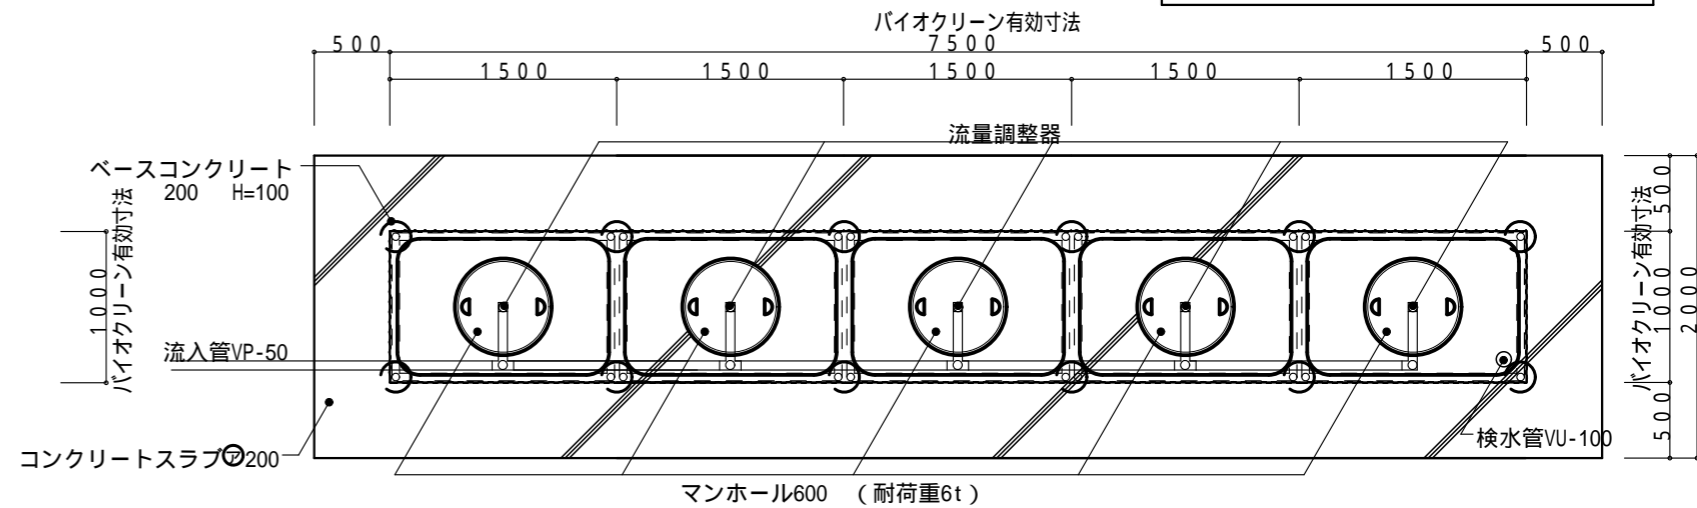 バイオクリーン有効寸法
500 7500 500
1500 1500 1500 1500 1500
流量調整器
ベースコンクリート
200 H=100
バイオクリーン有効寸法
1000
流入管VP-50
コンクリートスラブ㋐200
マンホール600 (耐荷重6t)
検水管VU-100
バイオクリーン有効寸法
500
1000
500
2000